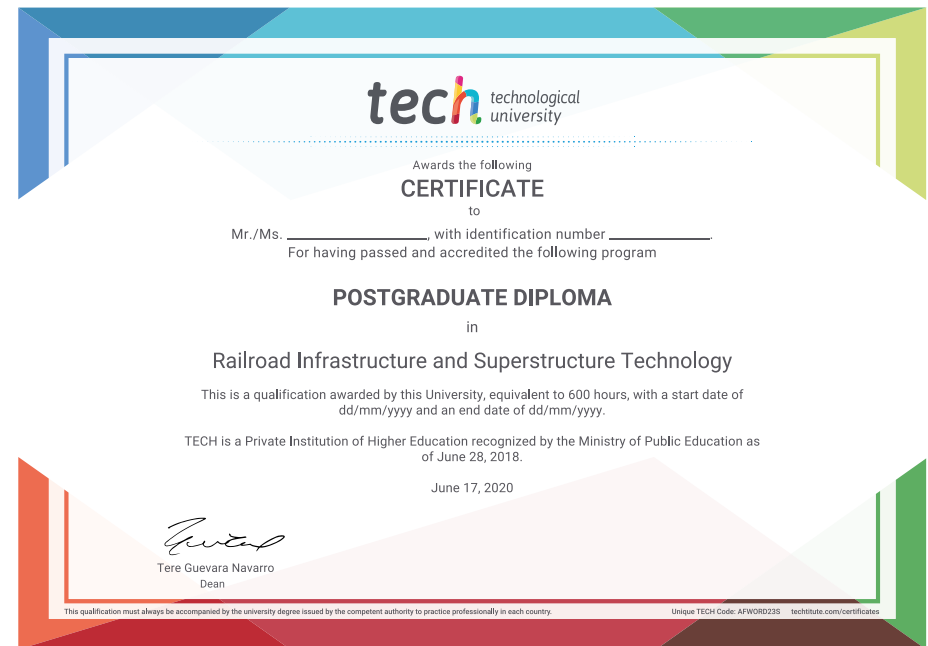 tech technological
university
Awards the following
CERTIFICATE
to
Mr./Ms. ____________________, with identification number ______________.
For having passed and accredited the following program
POSTGRADUATE DIPLOMA
in
Railroad Infrastructure and Superstructure Technology
This is a qualification awarded by this University, equivalent to 600 hours, with a start date of
dd/mm/yyyy and an end date of dd/mm/yyyy.
TECH is a Private Institution of Higher Education recognized by the Ministry of Public Education as
of June 28, 2018.
June 17, 2020
Tere Guevara Navarro
Dean
This qualification must always be accompanied by the university degree issued by the competent authority to practice professionally in each country.
Unique TECH Code: AFWORD23S techtitute.com/certificates